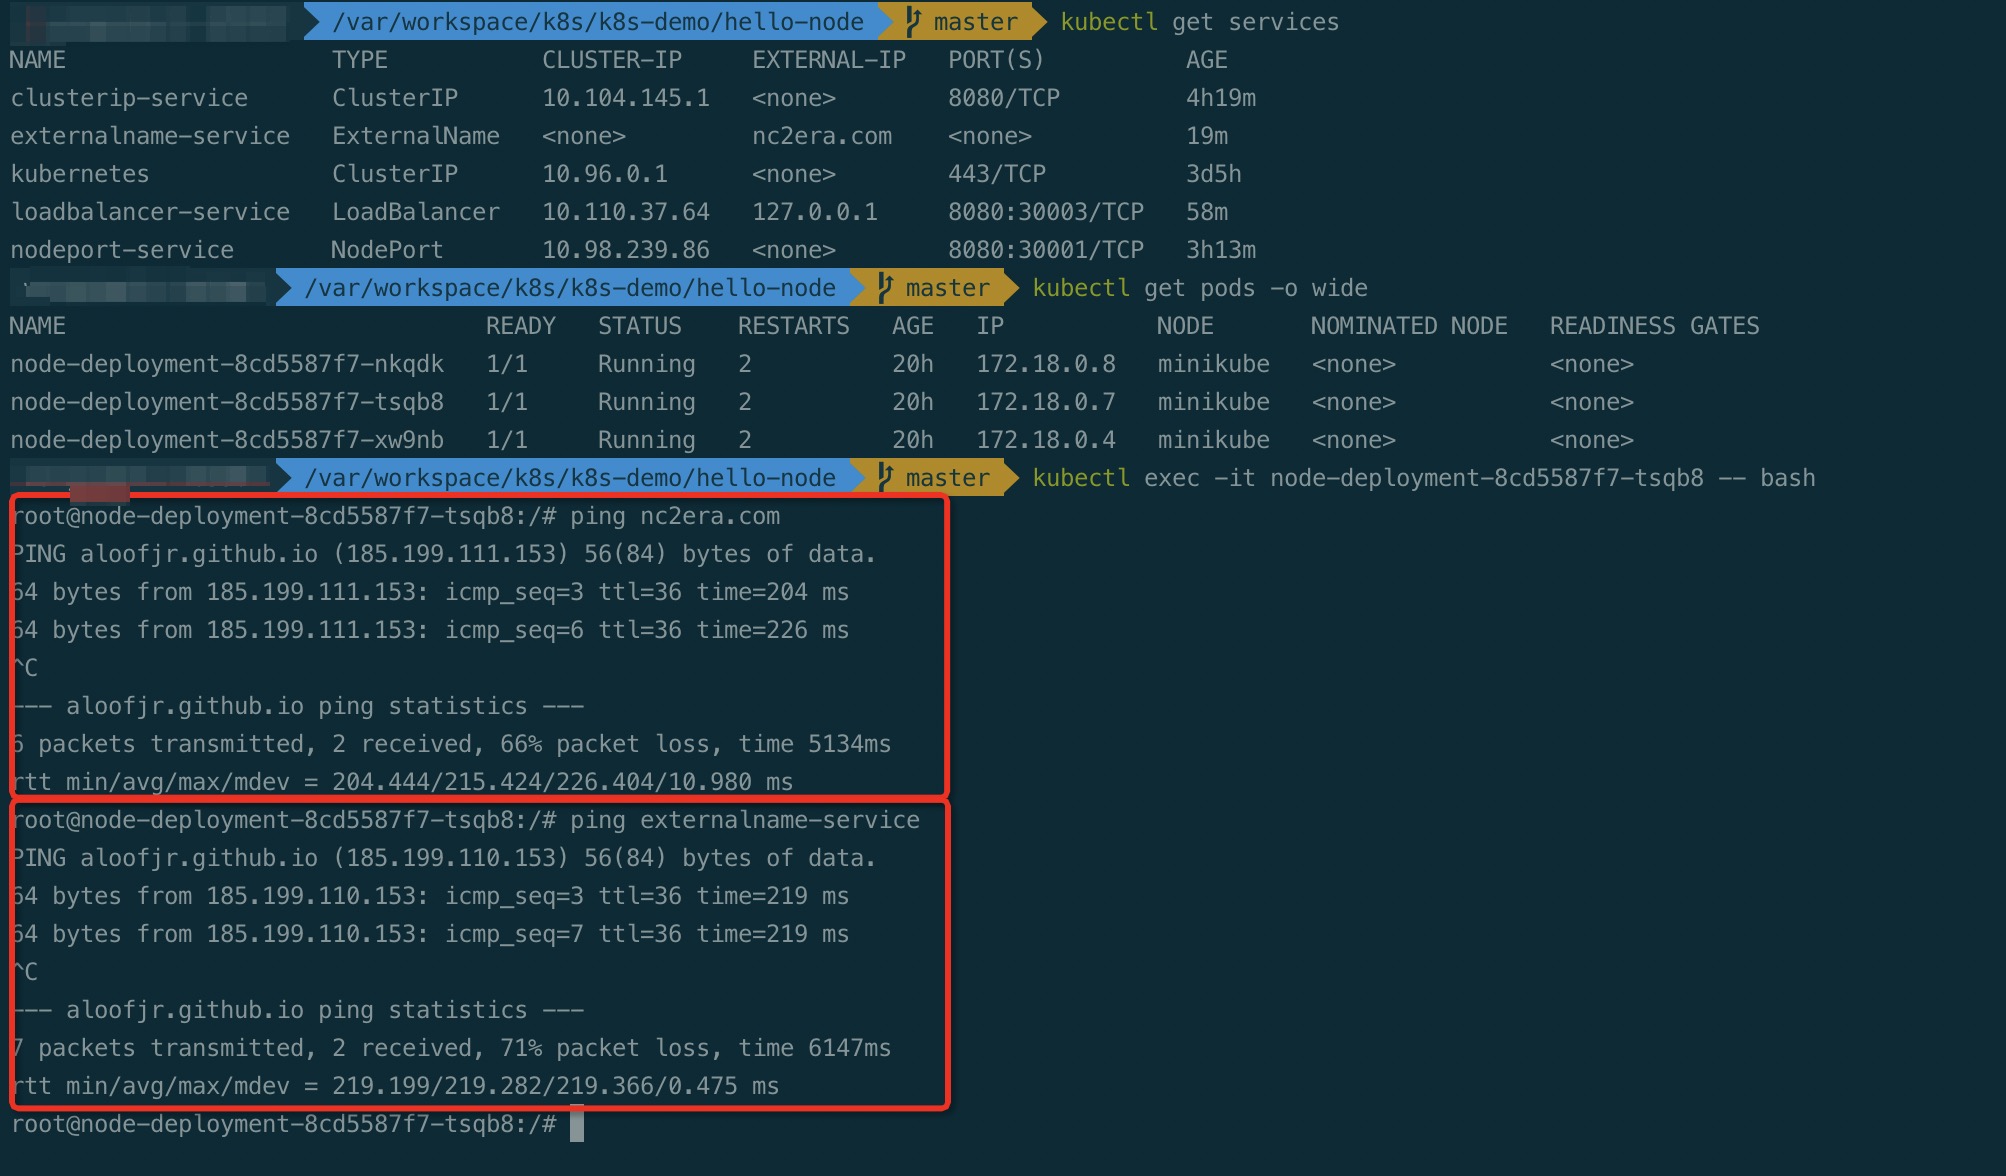 /var/workspace/k8s/k8s-demo/hello-node master kubectl get services
NAME TYPE CLUSTER-IP EXTERNAL-IP PORT(S) AGE
clusterip-service ClusterIP 10.104.145.1 <none> 8080/TCP 4h19m
externalname-service ExternalName <none> nc2era.com <none> 19m
kubernetes ClusterIP 10.96.0.1 <none> 443/TCP 3d5h
loadbalancer-service LoadBalancer 10.110.37.64 127.0.0.1 8080:30003/TCP 58m
nodeport-service NodePort 10.98.239.86 <none> 8080:30001/TCP 3h13m
/var/workspace/k8s/k8s-demo/hello-node master kubectl get pods -o wide
NAME READY STATUS RESTARTS AGE IP NODE NOMINATED NODE READINESS GATES
node-deployment-8cd5587f7-nkqdk 1/1 Running 2 20h 172.18.0.8 minikube <none> <none>
node-deployment-8cd5587f7-tsqb8 1/1 Running 2 20h 172.18.0.7 minikube <none> <none>
node-deployment-8cd5587f7-xw9nb 1/1 Running 2 20h 172.18.0.4 minikube <none> <none>
/var/workspace/k8s/k8s-demo/hello-node master kubectl exec -it node-deployment-8cd5587f7-tsqb8 -- bash
root@node-deployment-8cd5587f7-tsqb8:/# ping nc2era.com
PING aloofjr.github.io (185.199.111.153) 56(84) bytes of data.
64 bytes from 185.199.111.153: icmp_seq=3 ttl=36 time=204 ms
64 bytes from 185.199.111.153: icmp_seq=6 ttl=36 time=226 ms
^C
--- aloofjr.github.io ping statistics ---
6 packets transmitted, 2 received, 66% packet loss, time 5134ms
rtt min/avg/max/mdev = 204.444/215.424/226.404/10.980 ms
root@node-deployment-8cd5587f7-tsqb8:/# ping externalname-service
PING aloofjr.github.io (185.199.110.153) 56(84) bytes of data.
64 bytes from 185.199.110.153: icmp_seq=3 ttl=36 time=219 ms
64 bytes from 185.199.110.153: icmp_seq=7 ttl=36 time=219 ms
^C
--- aloofjr.github.io ping statistics ---
7 packets transmitted, 2 received, 71% packet loss, time 6147ms
rtt min/avg/max/mdev = 219.199/219.282/219.366/0.475 ms
root@node-deployment-8cd5587f7-tsqb8:/#